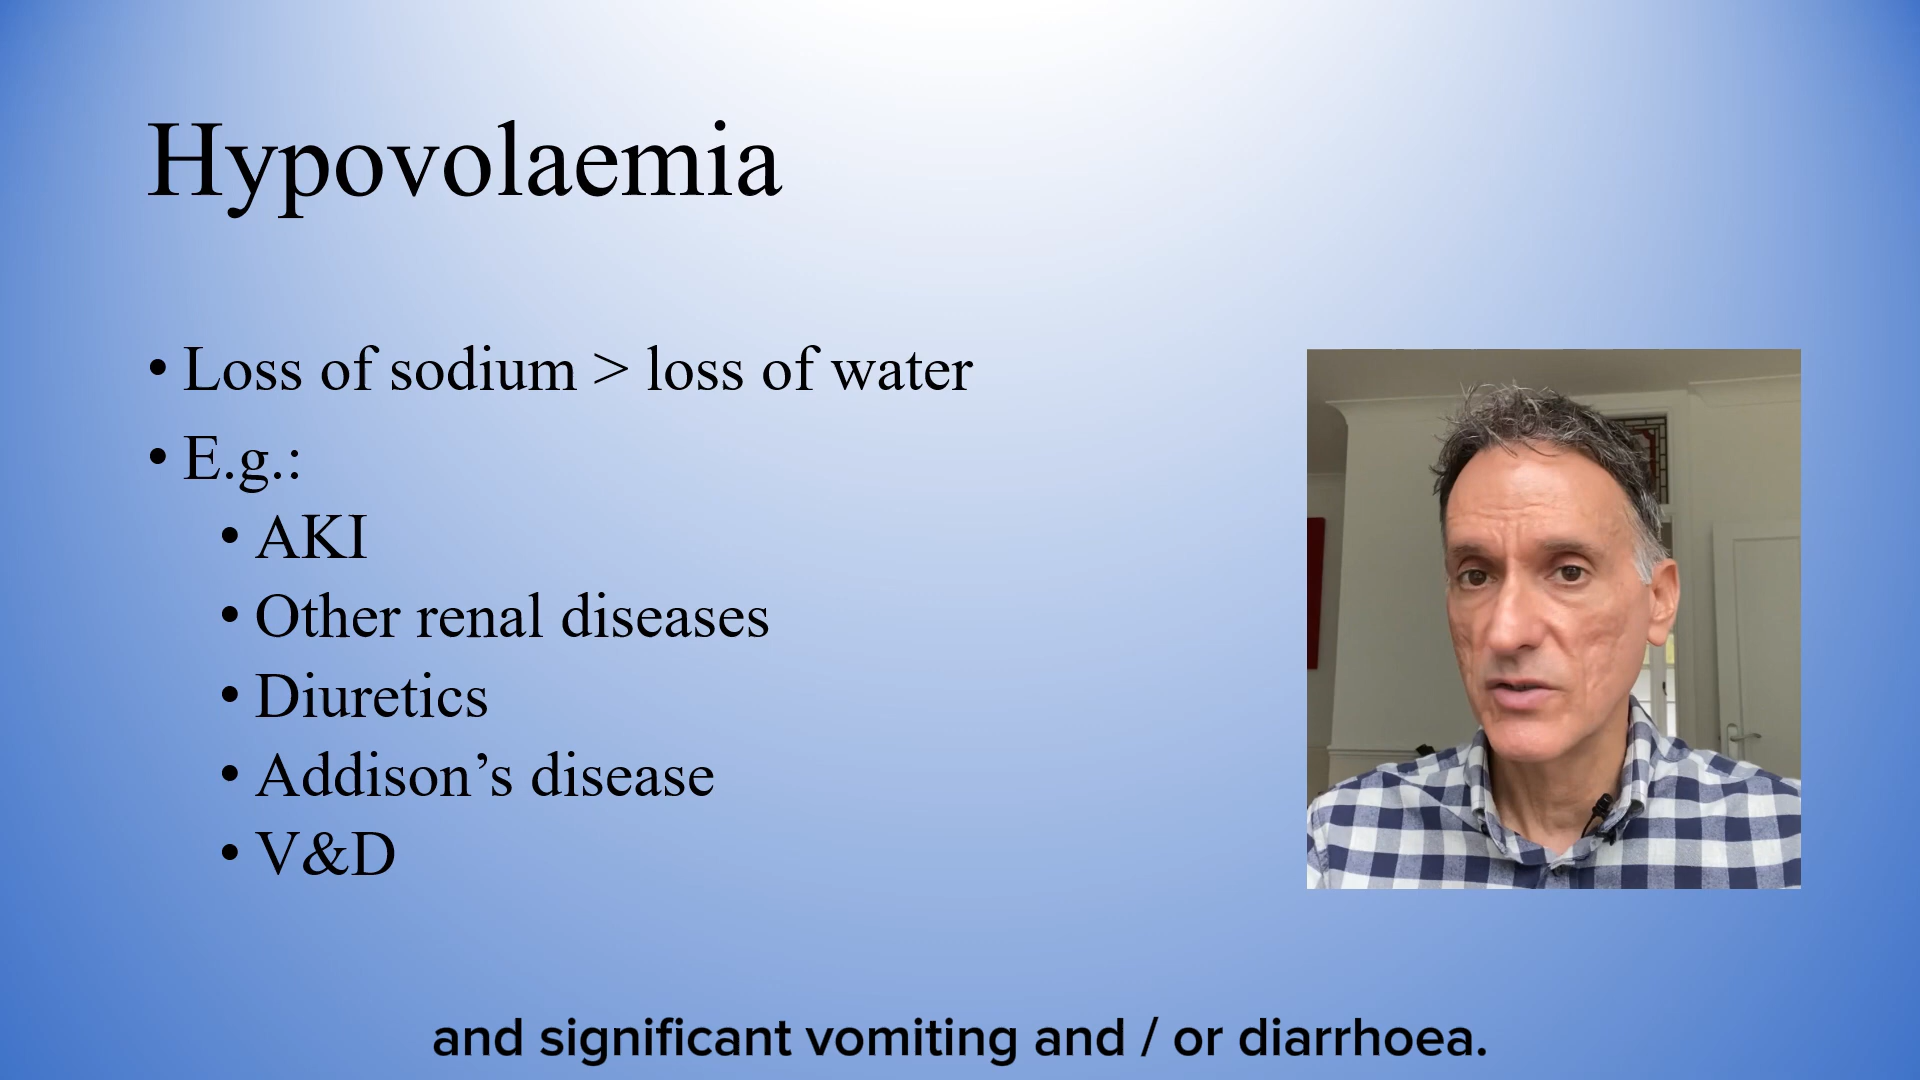 Hypovolaemia
• Loss of sodium > loss of water
• E.g.:
• AKI
• Other renal diseases
• Diuretics
• Addison’s disease
• V&D
and significant vomiting and / or diarrhoea.